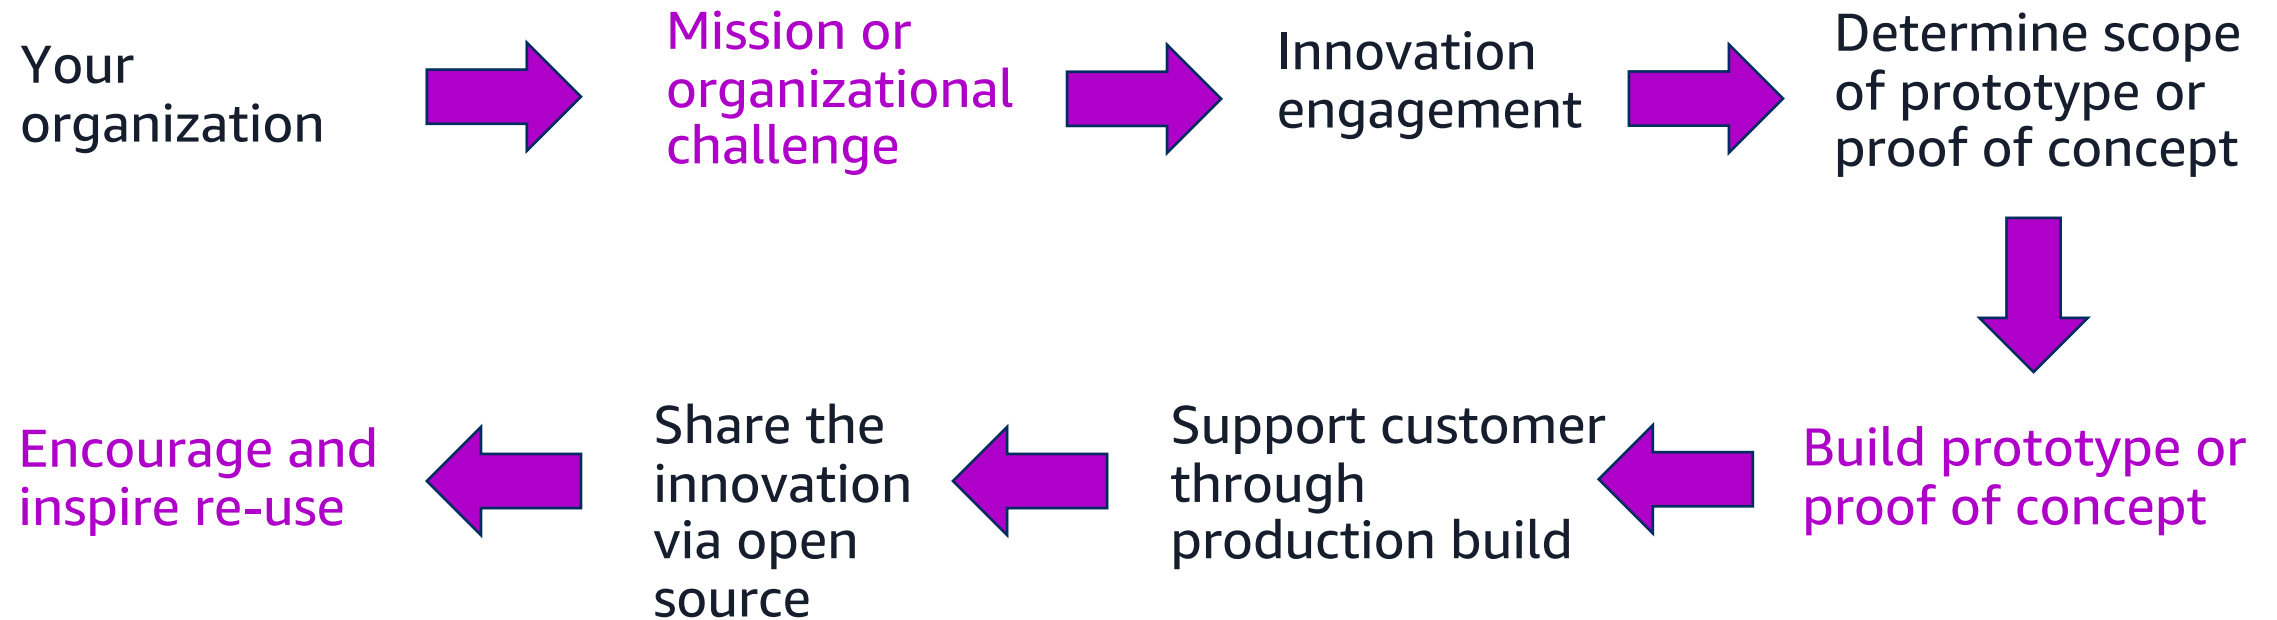 Your
organization
Mission or
organizational
challenge
Innovation
engagement
Determine scope
of prototype or
proof of concept
Build prototype or
proof of concept
Support customer
through
production build
Share the
innovation
via open
source
Encourage and
inspire re-use